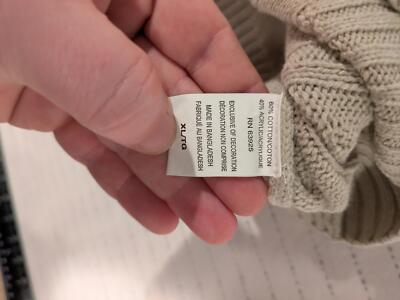 60% COTTON/COTON
40% ACRYLIC/ACRYLIQUE
RN 63925
EXCLUSIVE OF DECORATION
DÉCORATION NON COMPRISE
MADE IN BANGLADESH
FABRIQUÉ AU BANGLADESH
XL/TG